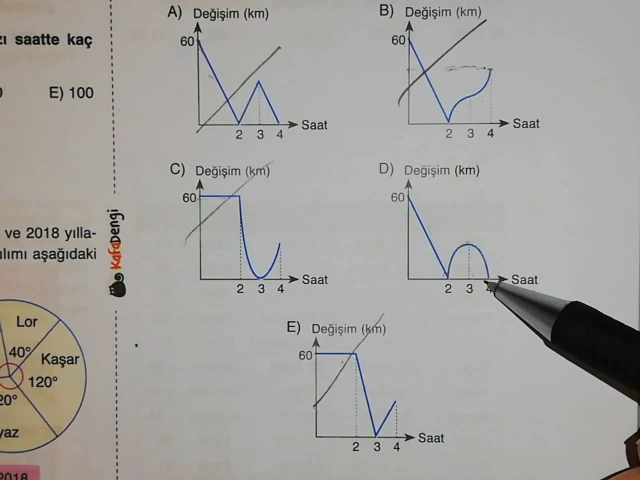 zı saatte kaç
E) 100
ve 2018 yılla-
ılımı aşağıdaki
KafaDengi
Lor
40°
Kaşar
120°
20°
yaz
2018
A)
Değişim (km)
60
2 3 4
Saat
B)
Değişim (km)
60
2 3 4
Saat
C)
Değişim (km)
60
2 3 4
Saat
D)
Değişim (km)
60
2 3 4
Saat
E)
Değişim (km)
60
2 3 4
Saat